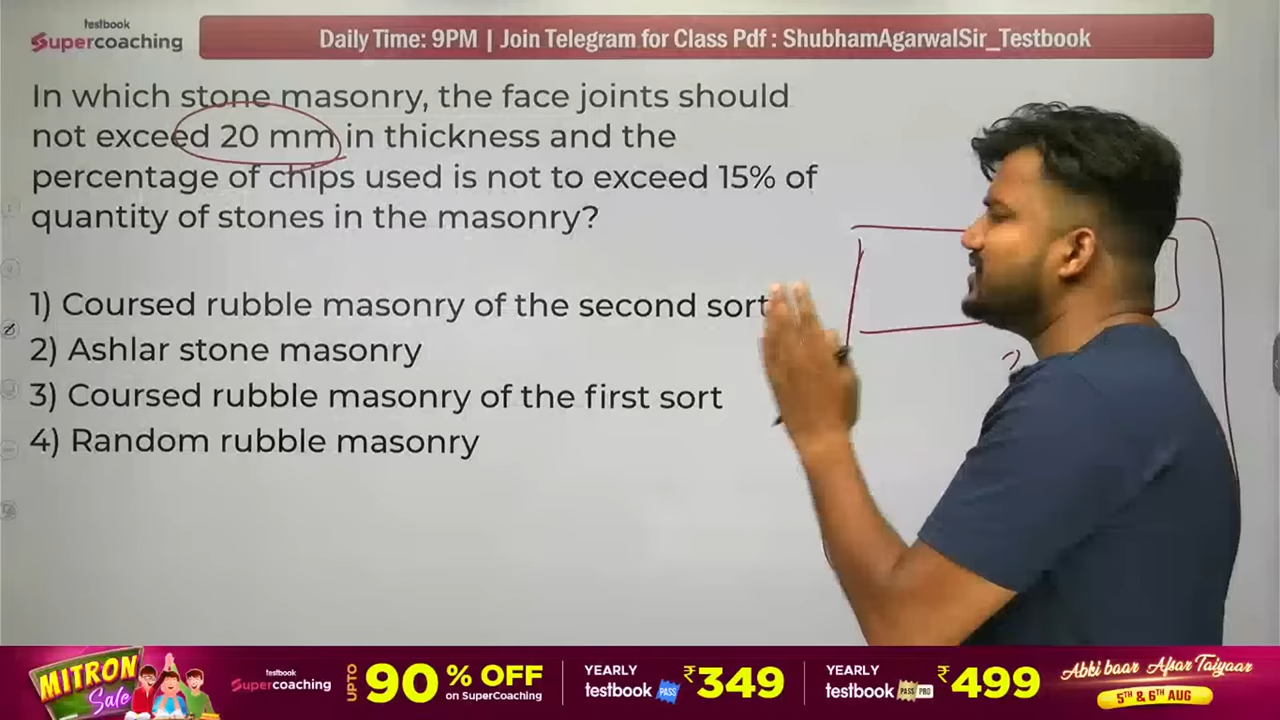 testbook
Supercoaching
Daily Time: 9PM | Join Telegram for Class Pdf : ShubhamAgarwalSir_Testbook
In which stone masonry, the face joints should
not exceed 20 mm in thickness and the
percentage of chips used is not to exceed 15% of
quantity of stones in the masonry?
1) Coursed rubble masonry of the second sort
2) Ashlar stone masonry
3) Coursed rubble masonry of the first sort
4) Random rubble masonry
MITRON
Sale
testbook
Supercoaching
UPTO 90 % OFF
on SuperCoaching
YEARLY
testbook PASS
₹349
YEARLY
testbook PASS PRO
₹499
Abki baar Afsar Taiyaar
5TH & 6TH AUG